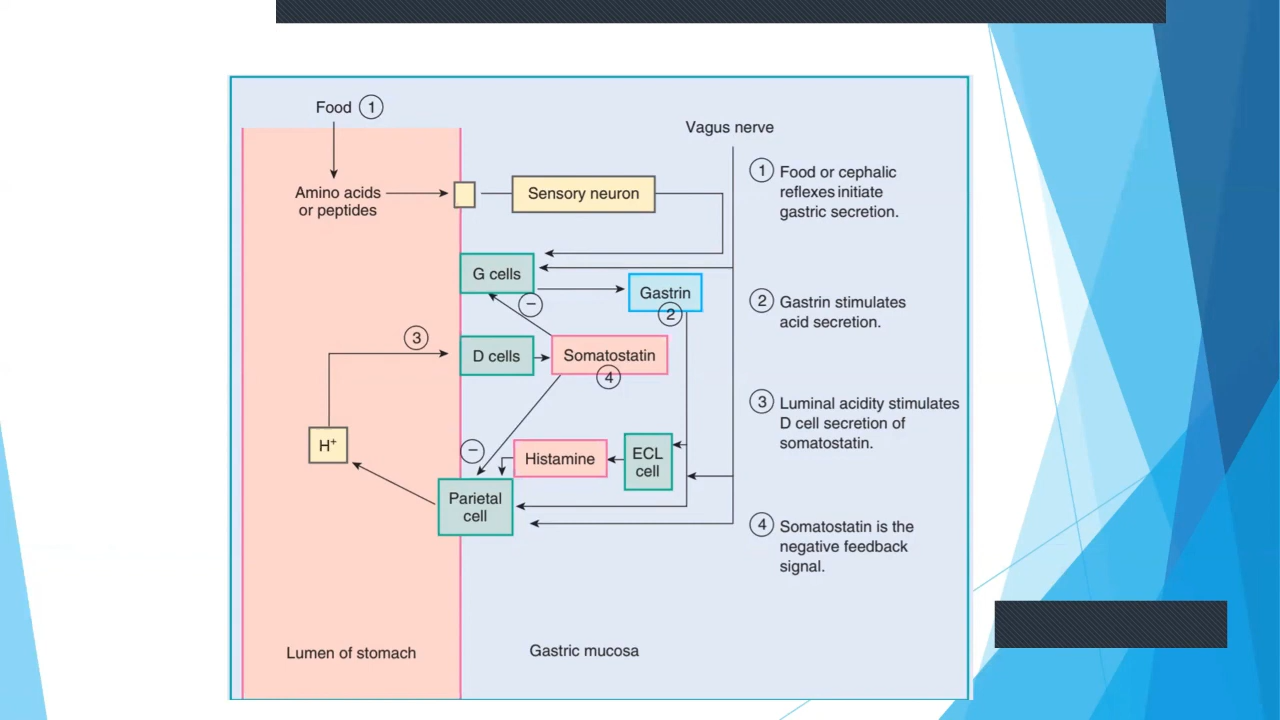 Food 1
Vagus nerve
Amino acids
or peptides
Sensory neuron
G cells
−
Gastrin
2
3
D cells
Somatostatin
4
H+
−
Histamine
ECL
cell
Parietal
cell
Lumen of stomach
Gastric mucosa
1 Food or cephalic
reflexes initiate
gastric secretion.
2 Gastrin stimulates
acid secretion.
3 Luminal acidity stimulates
D cell secretion of
somatostatin.
4 Somatostatin is the
negative feedback
signal.